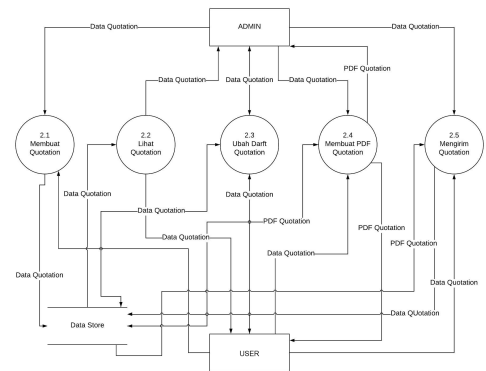 ADMIN
Data Quotation
Data Quotation
PDF Quotation
Data Quotation
Data Quotation
Data Quotation
2.1
Membuat
Quotation
2.2
Lihat
Quotation
2.3
Ubah Darft
Quotation
2.4
Membuat PDF
Quotation
2.5
Mengirim
Quotation
Data Quotation
Data Quotation
Data Quotation
PDF Quotation
PDF Quotation
Data Quotation
PDF Quotation
Data Quotation
Data Quotation
Data Quotation
Data QUotation
Data Store
USER